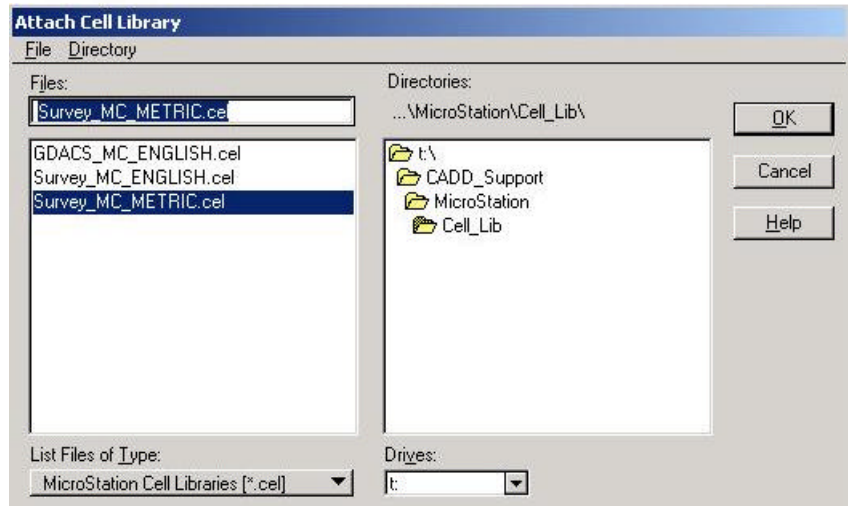 Attach Cell Library
File Directory
Files:
Survey_MC_METRIC.cel
GDACS_MC_ENGLISH.cel
Survey_MC_ENGLISH.cel
Survey_MC_METRIC.cel
List Files of Type:
MicroStation Cell Libraries [*.cel]
Directories:
...\MicroStation\Cell_Lib\
t:\
CADD_Support
MicroStation
Cell_Lib
Drives:
t:
OK
Cancel
Help